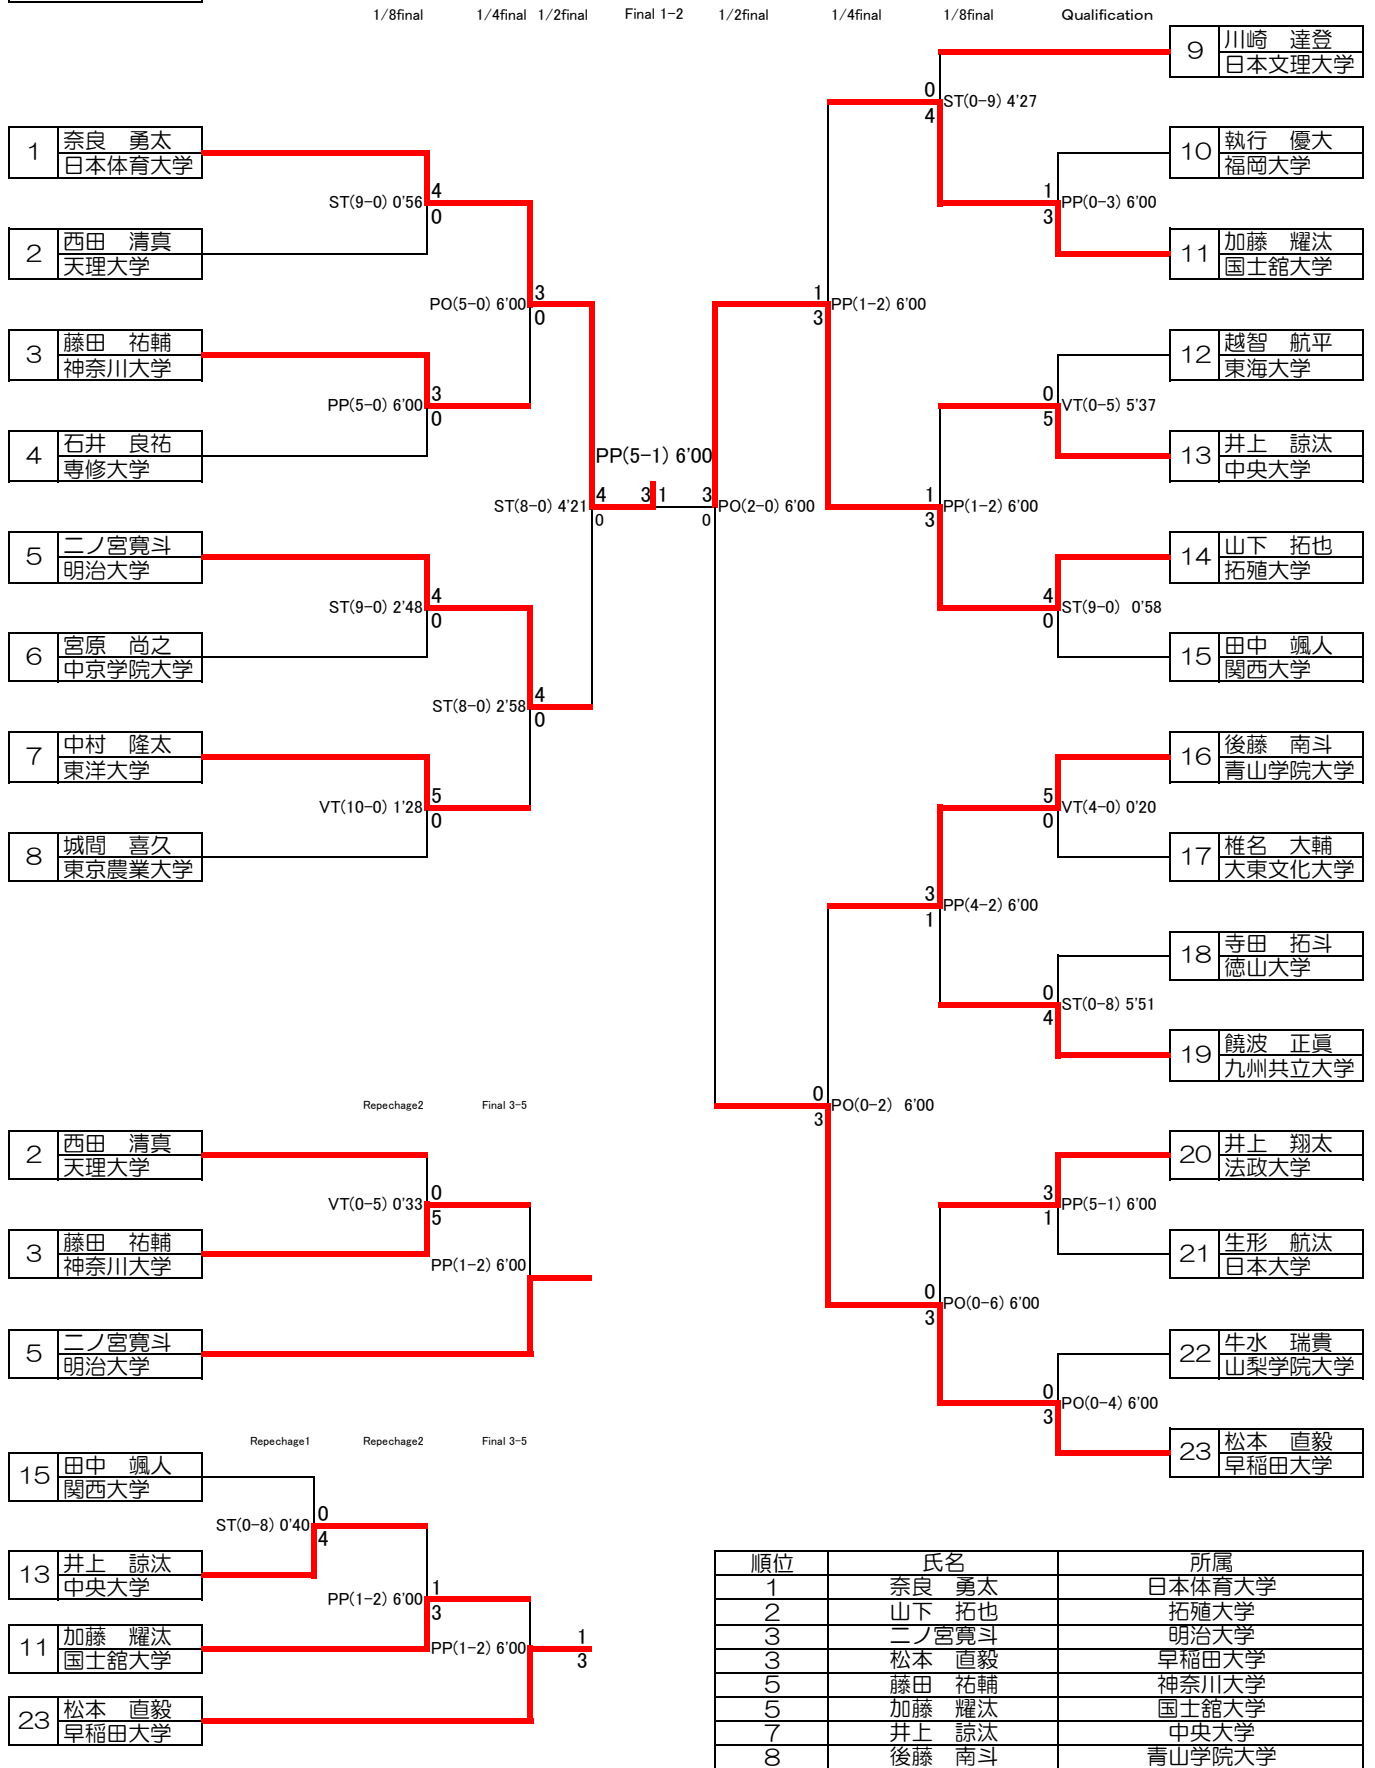 1/8final 1/4final 1/2final Final 1-2 1/2final 1/4final 1/8final Qualification
1 奈良 勇太
日本体育大学
ST(9-0) 0'56 4
0
2 西田 清真
天理大学
PO(5-0) 6'00 3
0
3 藤田 祐輔
神奈川大学
PP(5-0) 6'00 3
0
4 石井 良祐
専修大学
PP(5-1) 6'00
ST(8-0) 4'21 4 3 1 3 PO(2-0) 6'00
0 0
5 二ノ宮寛斗
明治大学
ST(9-0) 2'48 4
0
6 宮原 尚之
中京学院大学
ST(8-0) 2'58 4
0
7 中村 隆太
東洋大学
VT(10-0) 1'28 5
0
8 城間 喜久
東京農業大学
9 川崎 達登
日本文理大学
0 ST(0-9) 4'27
4
10 執行 優大
福岡大学
1 PP(0-3) 6'00
3
11 加藤 耀汰
国士舘大学
1 PP(1-2) 6'00
3
12 越智 航平
東海大学
0 VT(0-5) 5'37
5
13 井上 諒汰
中央大学
1 PP(1-2) 6'00
3
14 山下 拓也
拓殖大学
4 ST(9-0) 0'58
0
15 田中 颯人
関西大学
16 後藤 南斗
青山学院大学
5 VT(4-0) 0'20
0
17 椎名 大輔
大東文化大学
3 PP(4-2) 6'00
1
18 寺田 拓斗
徳山大学
0 ST(0-8) 5'51
4
19 饒波 正眞
九州共立大学
0 PO(0-2) 6'00
3
20 井上 翔太
法政大学
3 PP(5-1) 6'00
1
21 生形 航汰
日本大学
0 PO(0-6) 6'00
3
22 牛水 瑞貴
山梨学院大学
0 PO(0-4) 6'00
3
23 松本 直毅
早稲田大学
Repechage2 Final 3-5
2 西田 清真
天理大学
VT(0-5) 0'33 0
5
3 藤田 祐輔
神奈川大学
PP(1-2) 6'00
5 二ノ宮寛斗
明治大学
Repechage1 Repechage2 Final 3-5
15 田中 颯人
関西大学
ST(0-8) 0'40 0
4
13 井上 諒汰
中央大学
PP(1-2) 6'00 1
3
11 加藤 耀汰
国士舘大学
PP(1-2) 6'00 1
3
23 松本 直毅
早稲田大学
順位 氏名 所属
1 奈良 勇太 日本体育大学
2 山下 拓也 拓殖大学
3 二ノ宮寛斗 明治大学
3 松本 直毅 早稲田大学
5 藤田 祐輔 神奈川大学
5 加藤 耀汰 国士舘大学
7 井上 諒汰 中央大学
8 後藤 南斗 青山学院大学